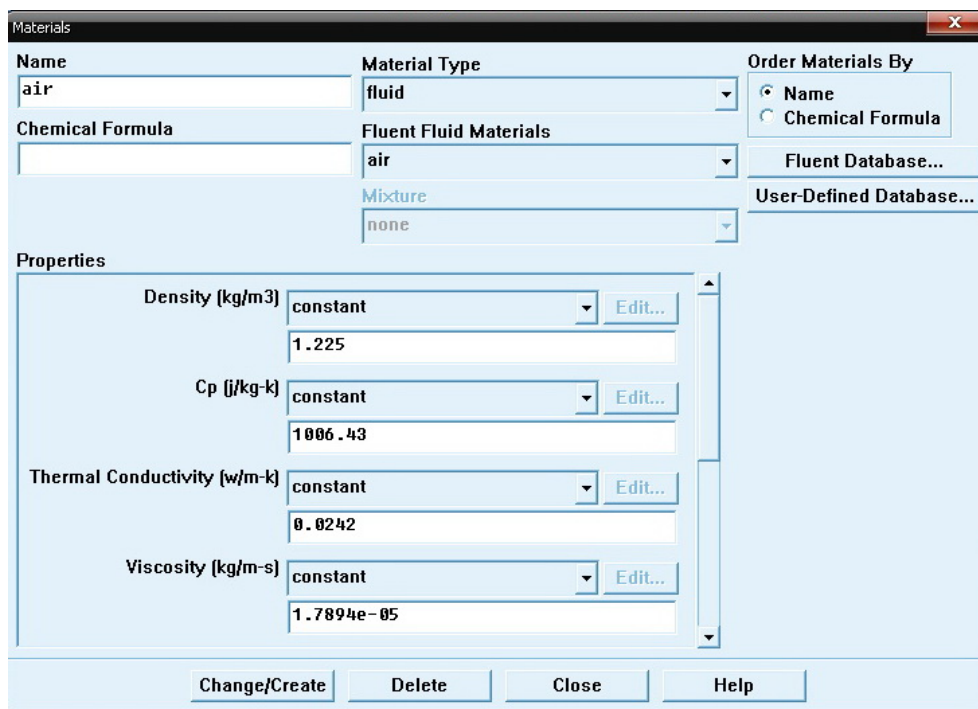 Materials
x
Name
air
Material Type
fluid
Order Materials By
Name
Chemical Formula
Chemical Formula
Fluent Fluid Materials
air
Fluent Database...
User-Defined Database...
Mixture
none
Properties
Density (kg/m3) constant Edit...
1.225
Cp (j/kg-k) constant Edit...
1006.43
Thermal Conductivity (w/m-k) constant Edit...
0.0242
Viscosity (kg/m-s) constant Edit...
1.7894e-05
Change/Create Delete Close Help